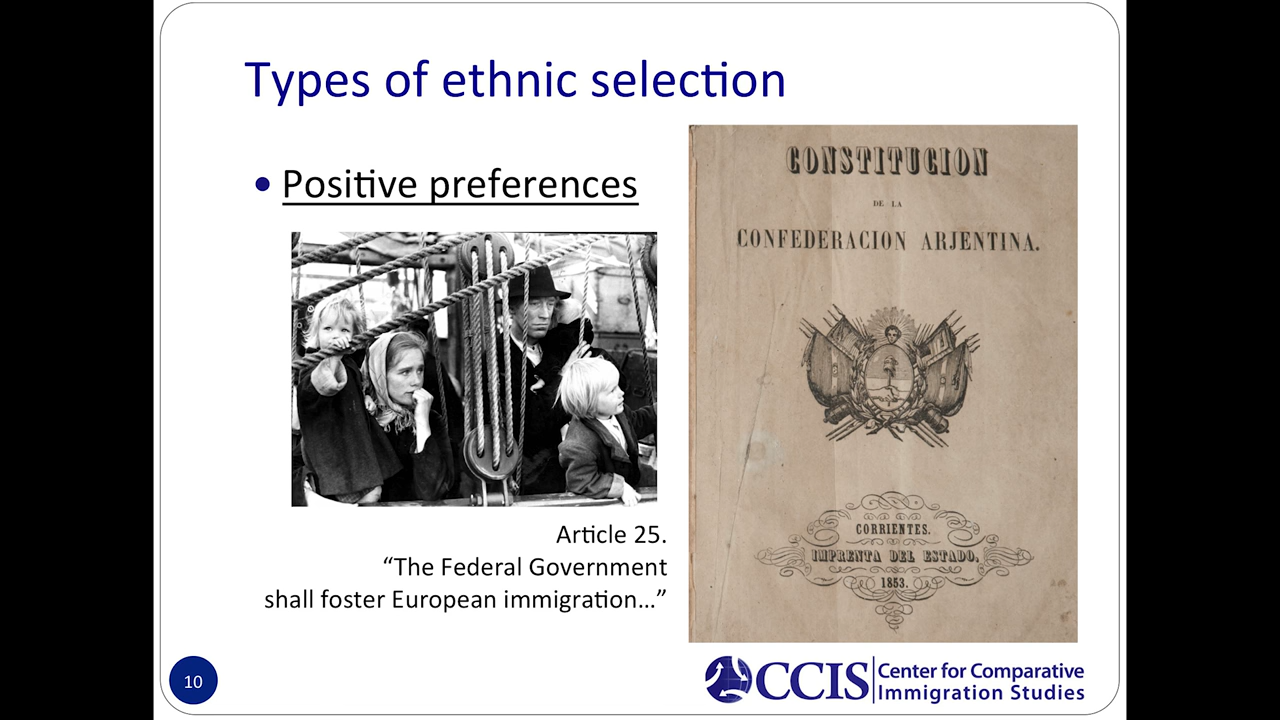 Types of ethnic selection
• Positive preferences
Article 25.
“The Federal Government
shall foster European immigration…”
CONSTITUCION
DE LA
CONFEDERACION ARJENTINA.
CORRIENTES.
IMPRENTA DEL ESTADO.
1853.
10
CCIS
Center for Comparative
Immigration Studies